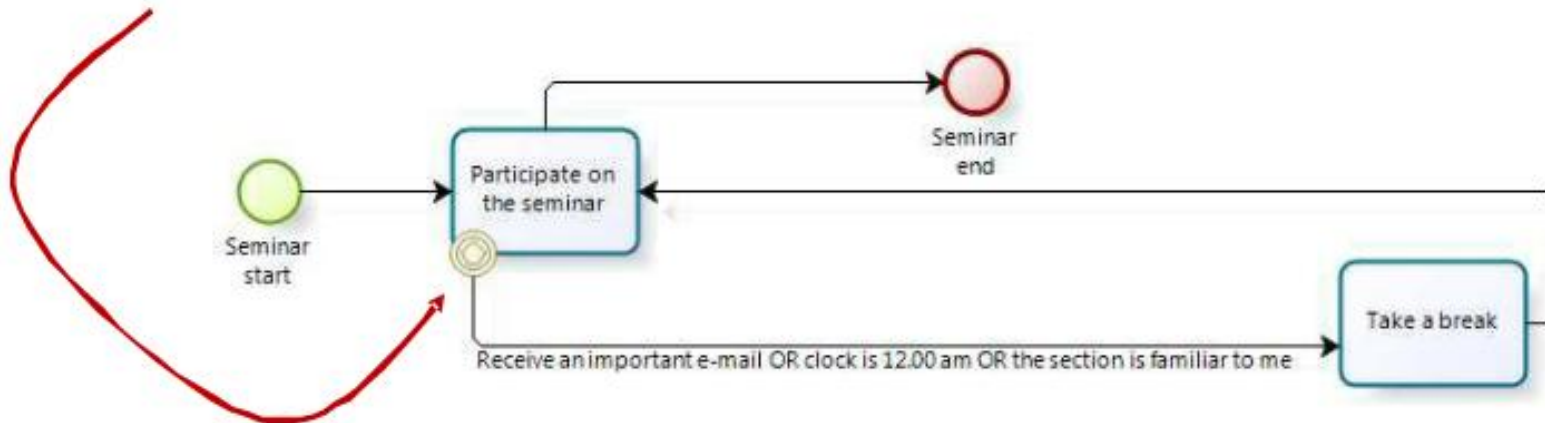 Seminar
end
Participate on
the seminar
Seminar
start
Take a break
Receive an important e-mail OR clock is 12.00 am OR the section is familiar to me